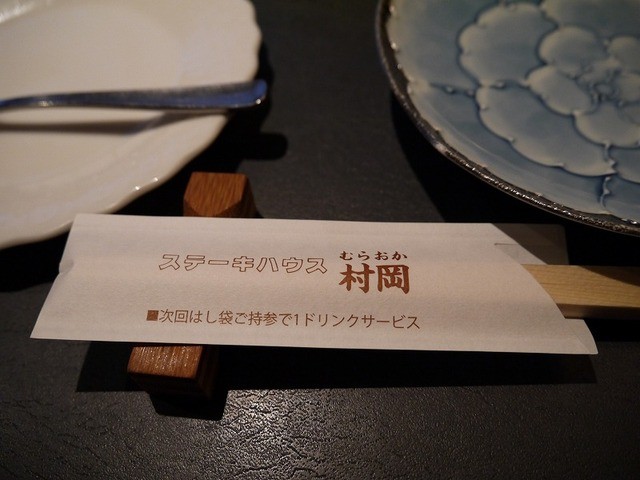 ステーキハウス 村岡
むらおか
■次回はし袋ご持参で1ドリンクサービス